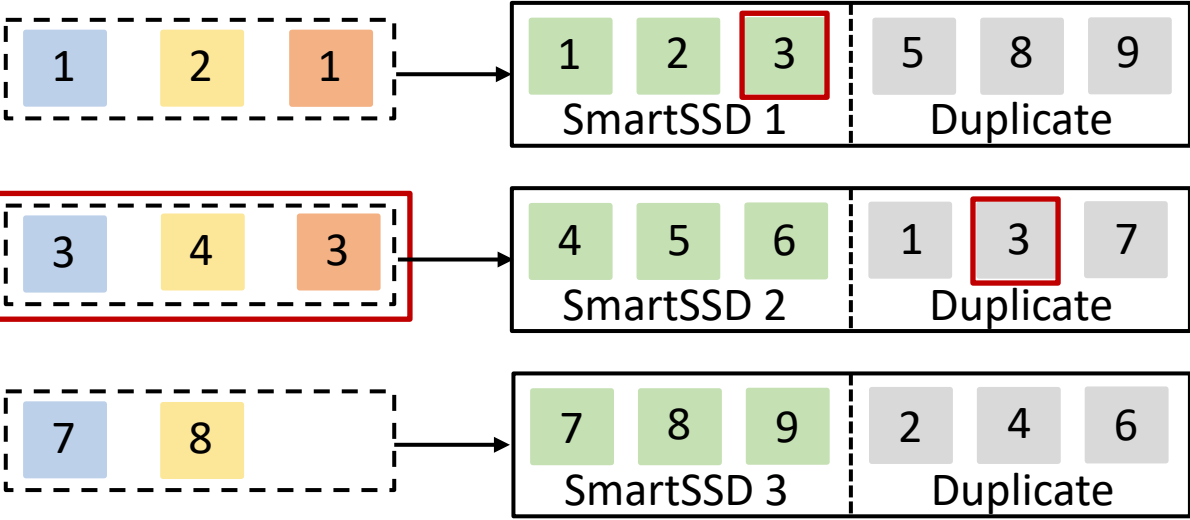 1 2 1 1 2 3 5 8 9
SmartSSD 1 Duplicate
3 4 3 4 5 6 1 3 7
SmartSSD 2 Duplicate
7 8 7 8 9 2 4 6
SmartSSD 3 Duplicate